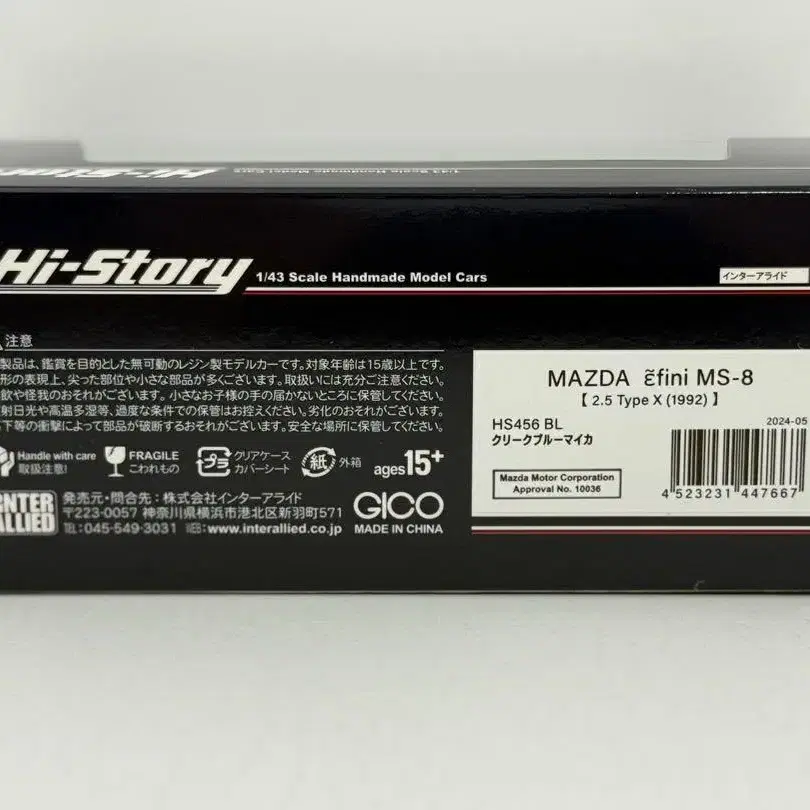 Hi-Story
1/43 Scale Handmade Model Cars
Hi-Story 1/43 Scale Handmade Model Cars
インターアライド
注意
製品は、鑑賞を目的とした無可動のレジン製モデルカーです。対象年齢は15歳以上です。
形の表現上、尖った部位や小さな部品が多くございます。取扱いには充分ご注意ください。
飲や怪我のおそれがございます。小さなお子様の手の届かないところに保管してください。
射日光や高温多湿等、過度な条件での保管はお控えください。劣化のおそれがございます。
下等の衝撃によって部品が破断するおそれがございます。安全な場所に保管してください。
Handle with care
取扱注意!
FRAGILE
こわれもの
プラ
クリアケース
カバーシート
紙
外箱
ages15+
INTER
ALLIED
発売元・問合先:株式会社インターアライド
〒223-0057 神奈川県横浜市港北区新羽町571
TEL:045-549-3031 WEB:www.interallied.co.jp
GICO
MADE IN CHINA
MAZDA ɛ̃fini MS-8
【 2.5 Type X (1992) 】
HS456 BL
クリークブルーマイカ
2024-05
Mazda Motor Corporation
Approval No. 10036
4 523231 447667